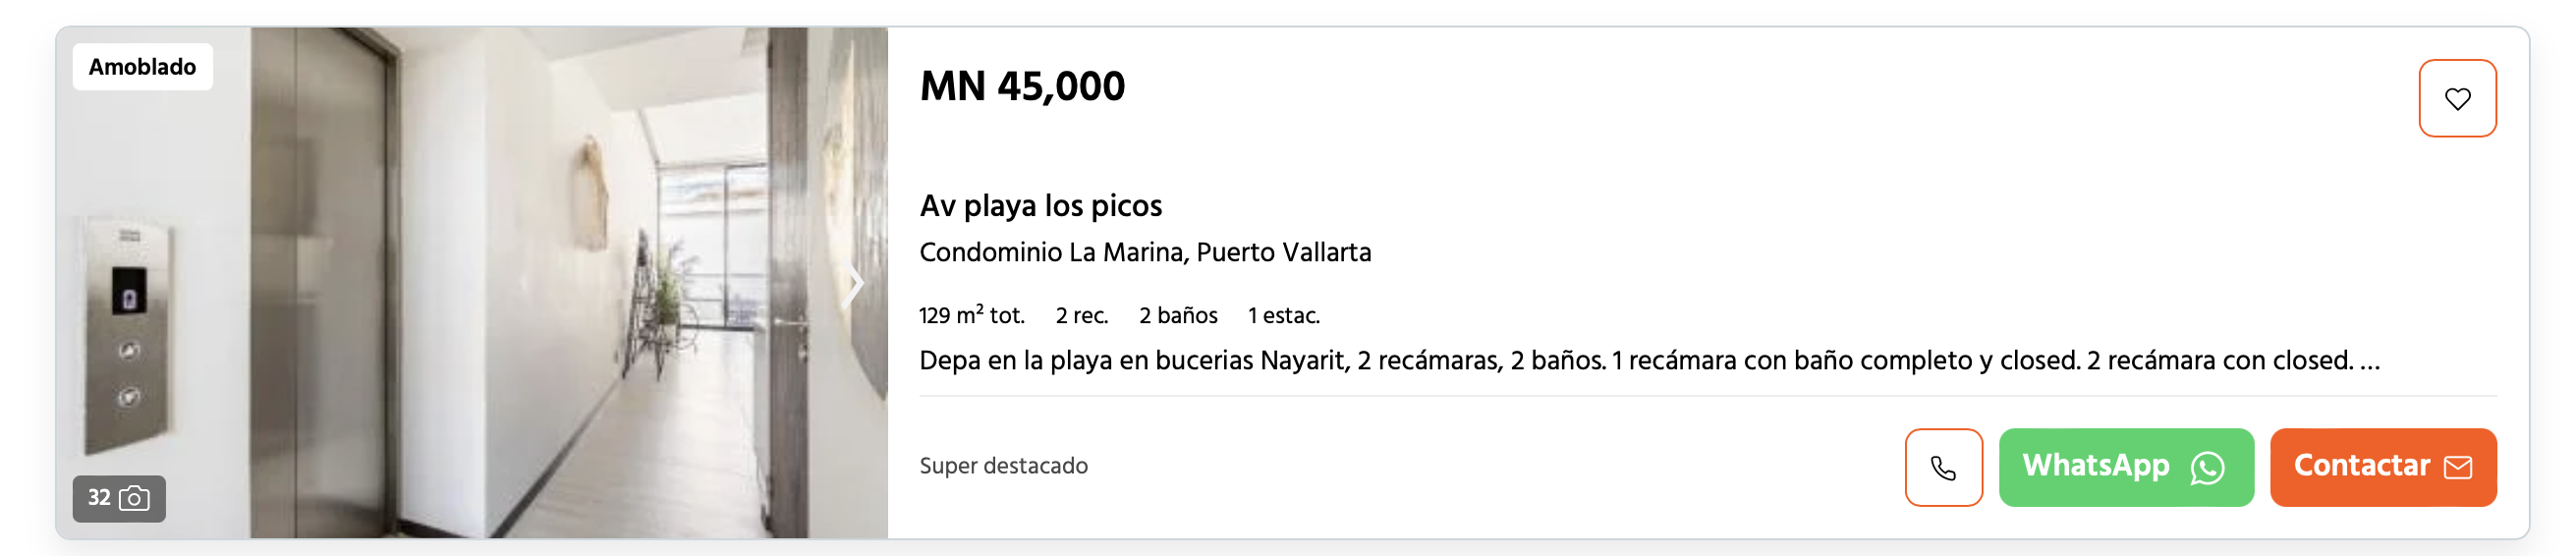 Amoblado
32
MN 45,000
Av playa los picos
Condominio La Marina, Puerto Vallarta
129 m² tot. 2 rec. 2 baños 1 estac.
Depa en la playa en bucerias Nayarit, 2 recámaras, 2 baños. 1 recámara con baño completo y closed. 2 recámara con closed. ...
Super destacado
WhatsApp
Contactar